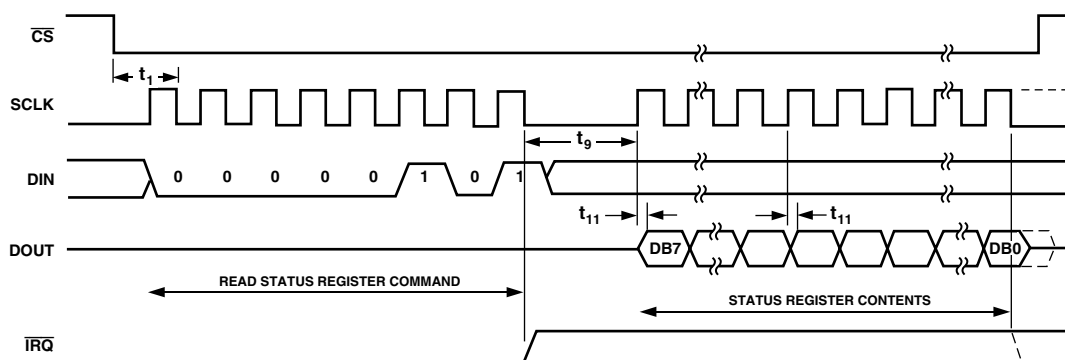 CS
t1
SCLK
t9
DIN 0 0 0 0 0 1 0 1
t11 t11
DOUT DB7 DB0
READ STATUS REGISTER COMMAND STATUS REGISTER CONTENTS
IRQ